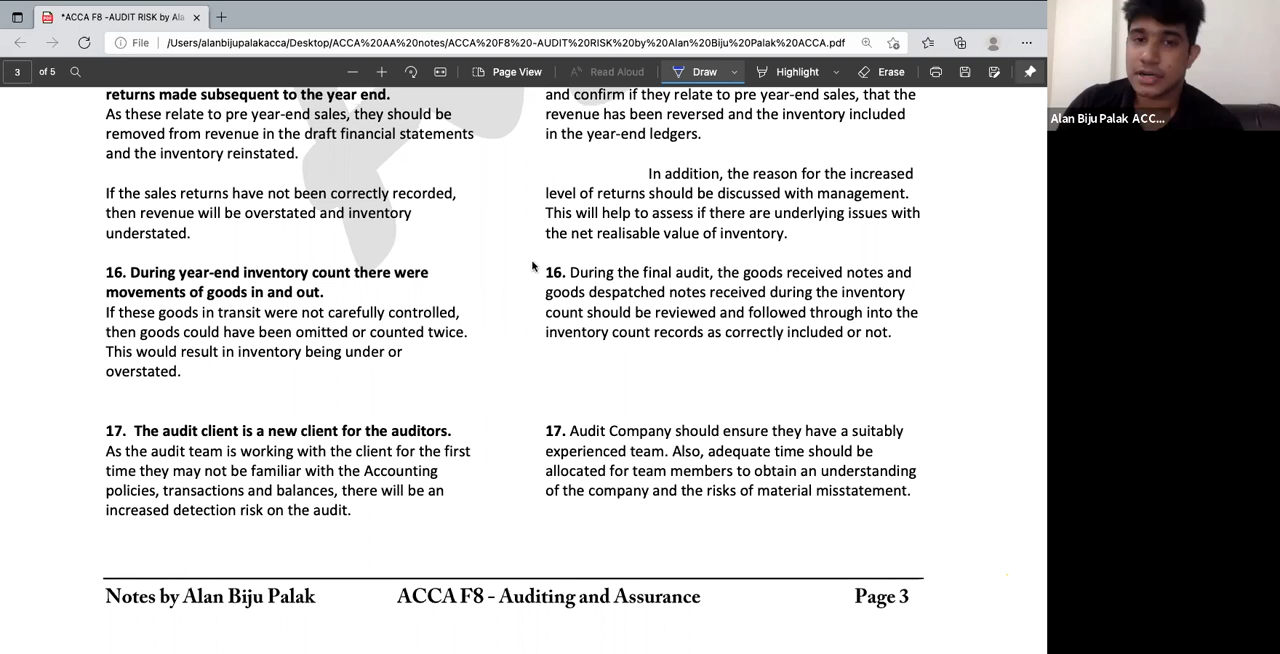 *ACCA F8 -AUDIT RISK by Ala
File
/Users/alanbijupalakacca/Desktop/ACCA%20AA%20notes/ACCA%20F8%20-AUDIT%20RISK%20by%20Alan%20Biju%20Palak%20ACCA.pdf
3 of 5
Page View
Read Aloud
Draw
Highlight
Erase
Alan Biju Palak ACC...
returns made subsequent to the year end.
As these relate to pre year-end sales, they should be
removed from revenue in the draft financial statements
and the inventory reinstated.
If the sales returns have not been correctly recorded,
then revenue will be overstated and inventory
understated.
and confirm if they relate to pre year-end sales, that the
revenue has been reversed and the inventory included
in the year-end ledgers.
In addition, the reason for the increased
level of returns should be discussed with management.
This will help to assess if there are underlying issues with
the net realisable value of inventory.
16. During year-end inventory count there were
movements of goods in and out.
If these goods in transit were not carefully controlled,
then goods could have been omitted or counted twice.
This would result in inventory being under or
overstated.
16. During the final audit, the goods received notes and
goods despatched notes received during the inventory
count should be reviewed and followed through into the
inventory count records as correctly included or not.
17. The audit client is a new client for the auditors.
As the audit team is working with the client for the first
time they may not be familiar with the Accounting
policies, transactions and balances, there will be an
increased detection risk on the audit.
17. Audit Company should ensure they have a suitably
experienced team. Also, adequate time should be
allocated for team members to obtain an understanding
of the company and the risks of material misstatement.
Notes by Alan Biju Palak
ACCA F8 - Auditing and Assurance
Page 3